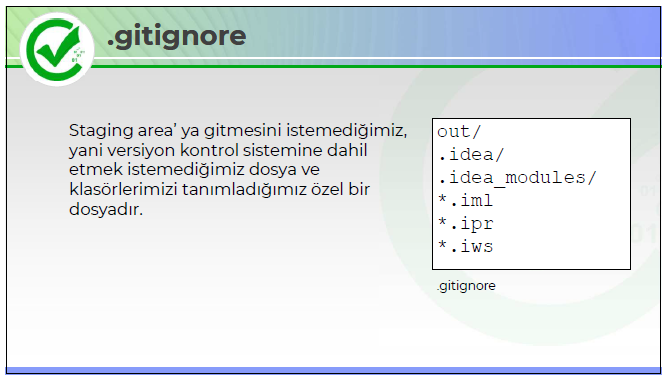 .gitignore
Staging area’ ya gitmesini istemediğimiz,
yani versiyon kontrol sistemine dahil
etmek istemediğimiz dosya ve
klasörlerimizi tanımladığımız özel bir
dosyadır.
out/
.idea/
.idea_modules/
*.iml
*.ipr
*.iws
.gitignore